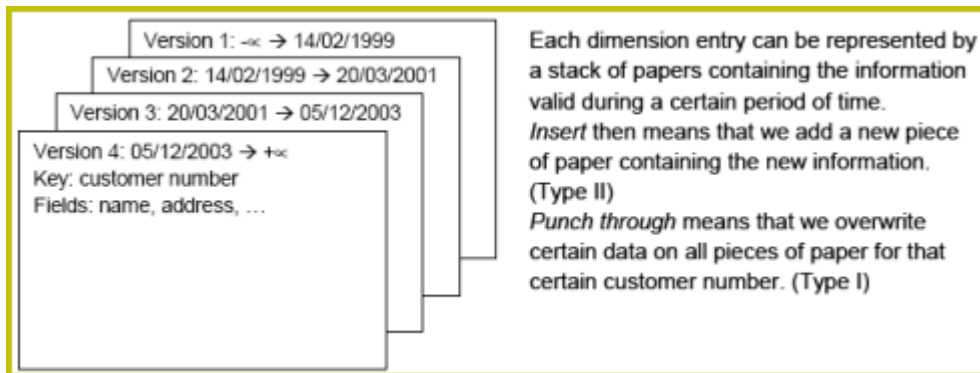 Version 1: -∞ → 14/02/1999
Version 2: 14/02/1999 → 20/03/2001
Version 3: 20/03/2001 → 05/12/2003
Version 4: 05/12/2003 → +∞
Key: customer number
Fields: name, address, …
Each dimension entry can be represented by
a stack of papers containing the information
valid during a certain period of time.
Insert then means that we add a new piece
of paper containing the new information.
(Type II)
Punch through means that we overwrite
certain data on all pieces of paper for that
certain customer number. (Type I)